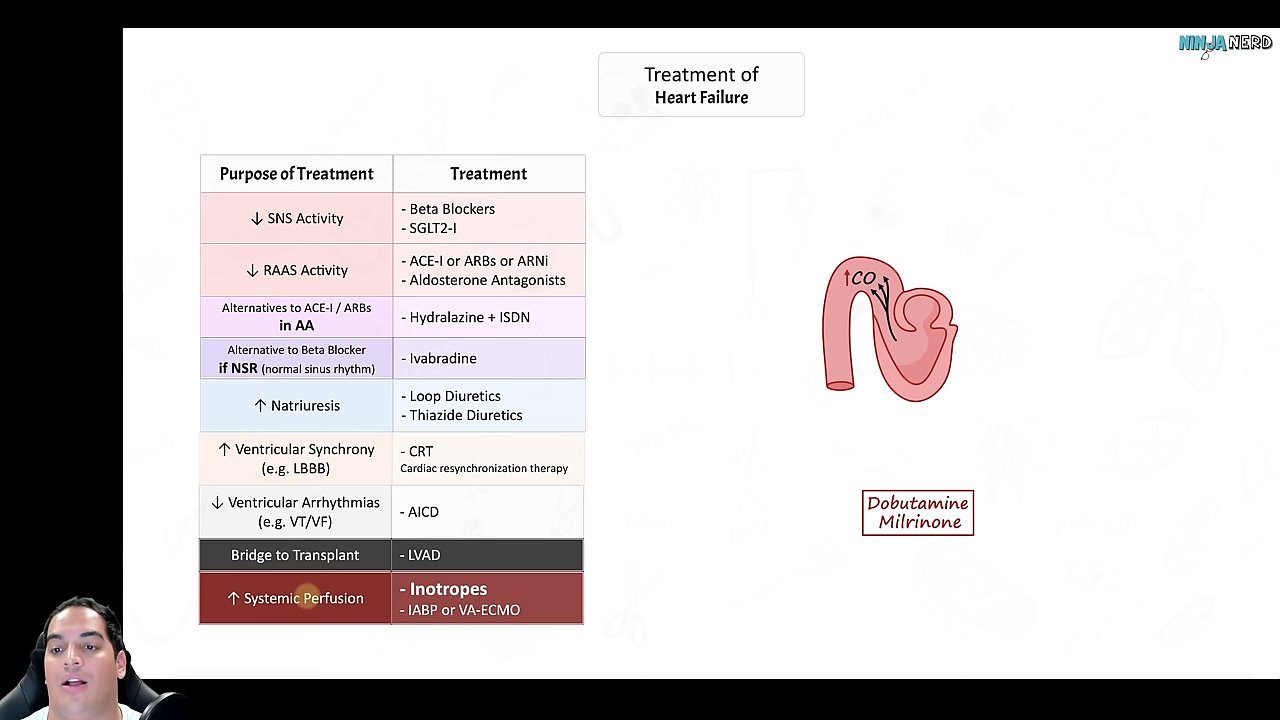 NINJA NERD
Treatment of
Heart Failure
Purpose of Treatment
Treatment
↓ SNS Activity
- Beta Blockers
- SGLT2-I
↓ RAAS Activity
- ACE-I or ARBs or ARNi
- Aldosterone Antagonists
Alternatives to ACE-I / ARBs
in AA
- Hydralazine + ISDN
Alternative to Beta Blocker
if NSR (normal sinus rhythm)
- Ivabradine
↑ Natriuresis
- Loop Diuretics
- Thiazide Diuretics
↑ Ventricular Synchrony
(e.g. LBBB)
- CRT
Cardiac resynchronization therapy
↓ Ventricular Arrhythmias
(e.g. VT/VF)
- AICD
Bridge to Transplant
- LVAD
↑ Systemic Perfusion
- Inotropes
- IABP or VA-ECMO
↑CO
Dobutamine
Milrinone